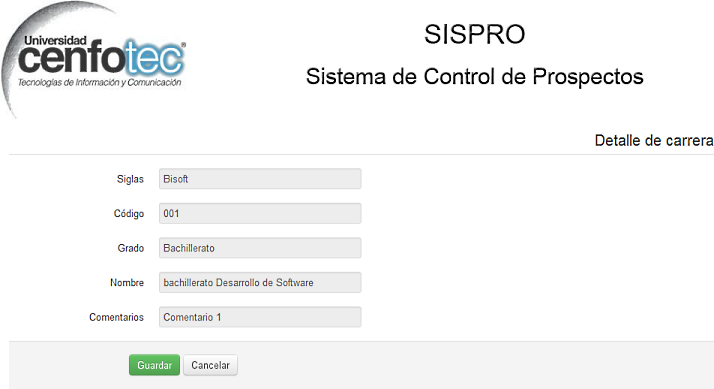 Universidad
cenfotec
Tecnologías de Información y Comunicación
SISPRO
Sistema de Control de Prospectos
Detalle de carrera
Siglas Bisoft
Código 001
Grado Bachillerato
Nombre bachillerato Desarrollo de Software
Comentarios Comentario 1
Guardar Cancelar